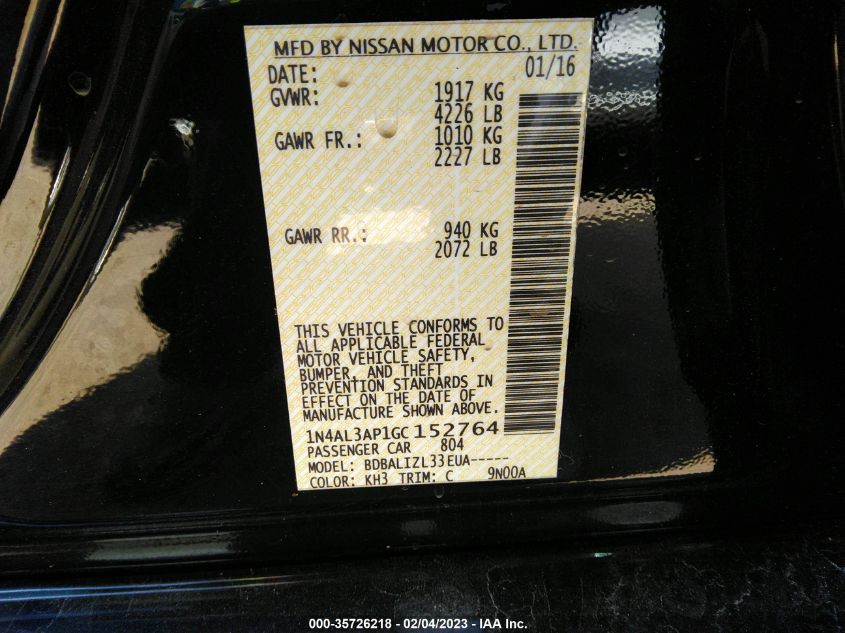 MFD BY NISSAN MOTOR CO., LTD.
DATE: 01/16
GVWR: 1917 KG
4226 LB
GAWR FR.: 1010 KG
2227 LB
GAWR RR.: 940 KG
2072 LB
THIS VEHICLE CONFORMS TO
ALL APPLICABLE FEDERAL
MOTOR VEHICLE SAFETY,
BUMPER, AND THEFT
PREVENTION STANDARDS IN
EFFECT ON THE DATE OF
MANUFACTURE SHOWN ABOVE.
1N4AL3AP1GC152764
PASSENGER CAR 804
MODEL: BDBALIZL33EUA-----
COLOR: KH3 TRIM: C 9N00A
000-35726218 - 02/04/2023 - © IAA Inc.